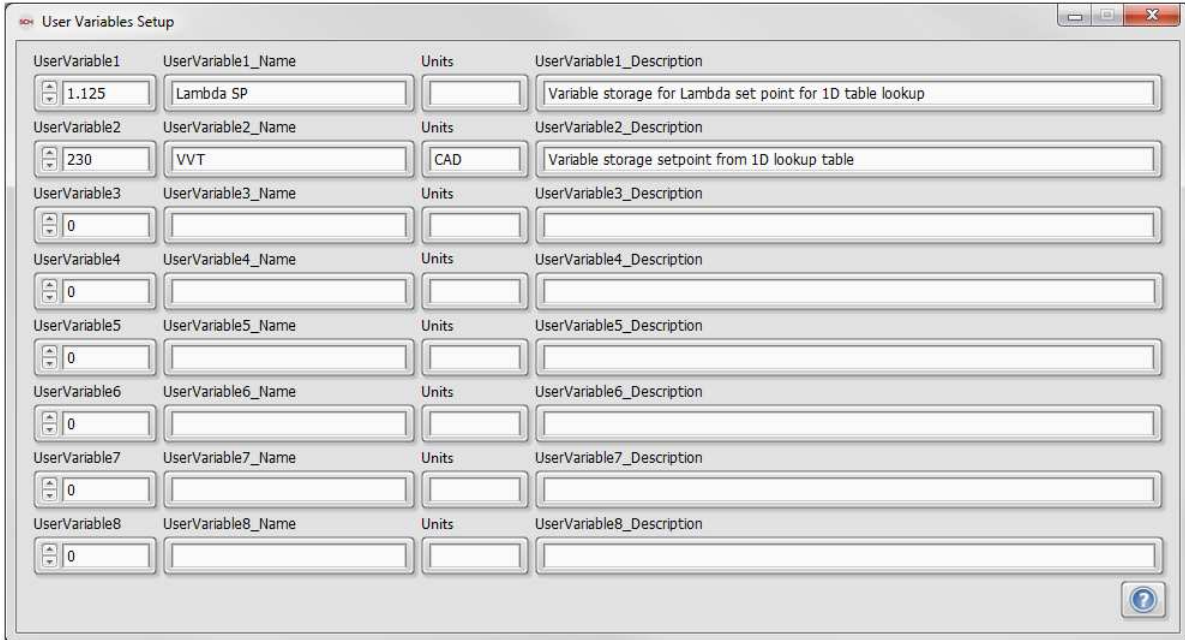 SCM User Variables Setup
UserVariable1 UserVariable1_Name Units UserVariable1_Description
1.125 Lambda SP Variable storage for Lambda set point for 1D table lookup
UserVariable2 UserVariable2_Name Units UserVariable2_Description
230 VVT CAD Variable storage setpoint from 1D lookup table
UserVariable3 UserVariable3_Name Units UserVariable3_Description
0
UserVariable4 UserVariable4_Name Units UserVariable4_Description
0
UserVariable5 UserVariable5_Name Units UserVariable5_Description
0
UserVariable6 UserVariable6_Name Units UserVariable6_Description
0
UserVariable7 UserVariable7_Name Units UserVariable7_Description
0
UserVariable8 UserVariable8_Name Units UserVariable8_Description
0
?